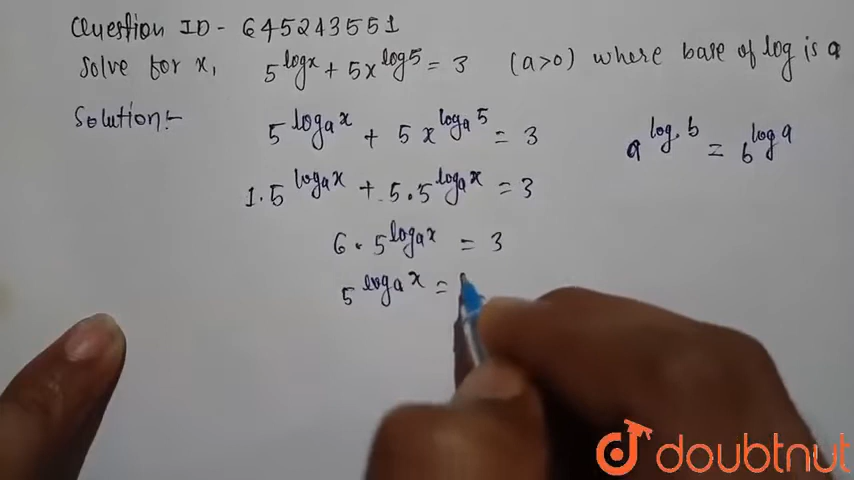 Question ID - 645243551
Solve for x, 5^{log x} + 5x^{log 5} = 3 (a>0) where base of log is a
Solution:-
5^{log_a x} + 5 x^{log_a 5} = 3
a^{log. b} = b^{log a}
1.5^{log_a x} + 5.5^{log_a x} = 3
6.5^{log_a x} = 3
5^{log_a x} =
doubtnut